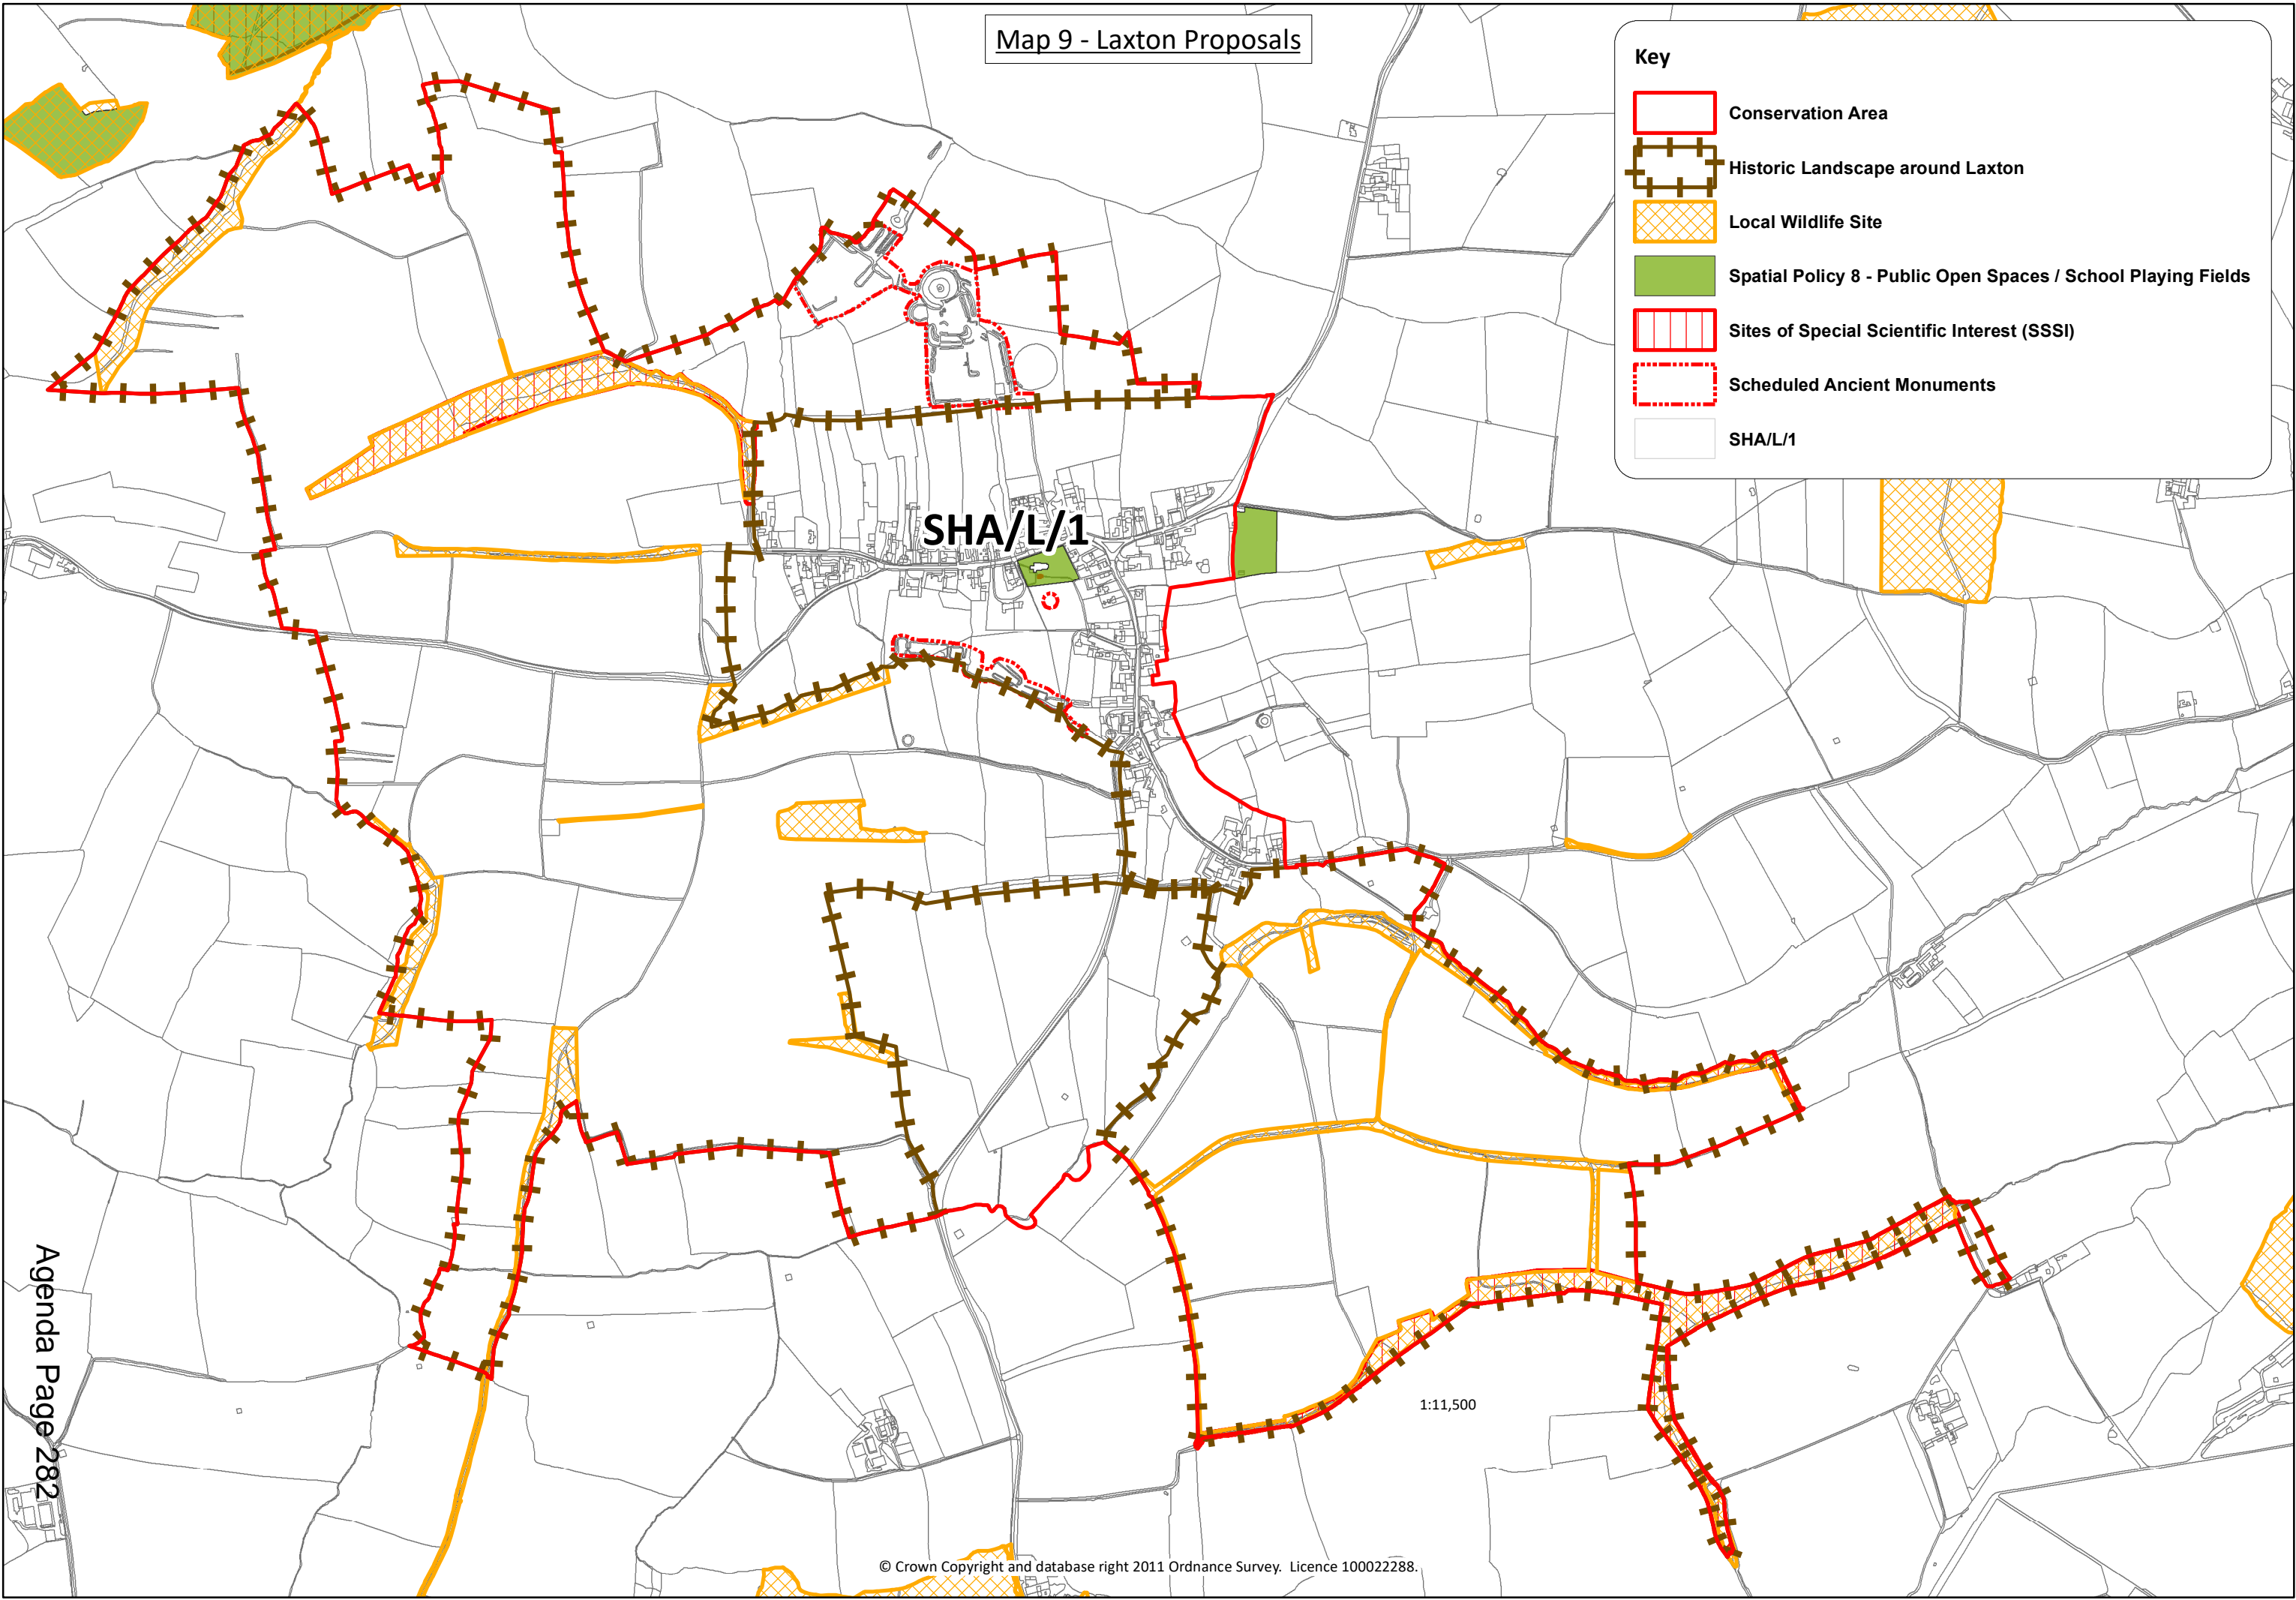 Map 9 - Laxton Proposals
Key
Conservation Area
Historic Landscape around Laxton
Local Wildlife Site
Spatial Policy 8 - Public Open Spaces / School Playing Fields
Sites of Special Scientific Interest (SSSI)
Scheduled Ancient Monuments
SHA/L/1
SHA/L/1
1:11,500
Agenda Page 282
© Crown Copyright and database right 2011 Ordnance Survey. Licence 100022288.